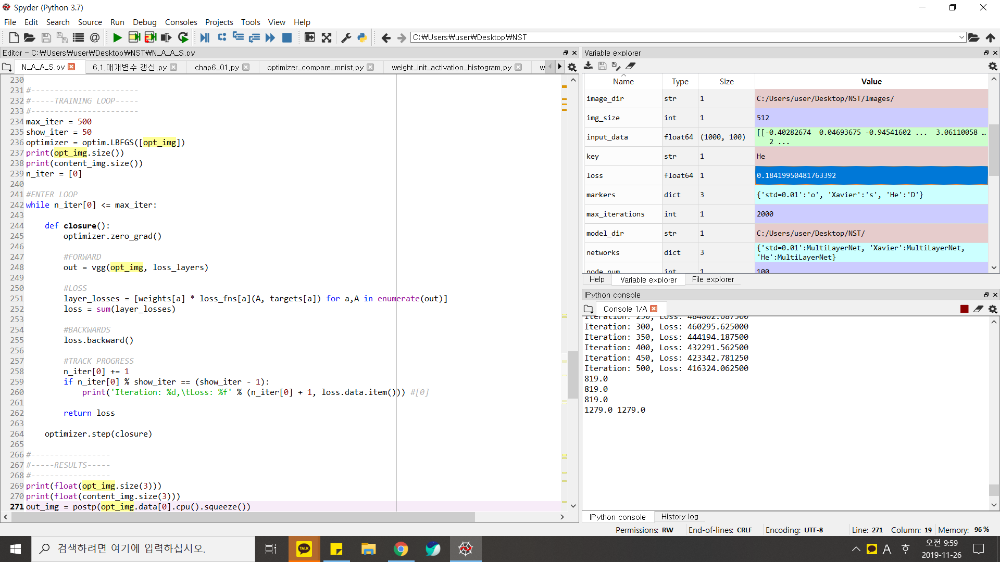 Spyder (Python 3.7)
File Edit Search Source Run Debug Consoles Projects Tools View Help
C:₩Users₩user₩Desktop₩NST
Editor - C:₩Users₩user₩Desktop₩NST₩N_A_A_S.py
N_A_A_S.py 6.1.매개변수 갱신.py chap6_01.py optimizer_compare_mnist.py weight_init_activation_histogram.py w
230
231 #-----------------------
232 #-----TRAINING LOOP-----
233 #-----------------------
234 max_iter = 500
235 show_iter = 50
236 optimizer = optim.LBFGS([opt_img])
237 print(opt_img.size())
238 print(content_img.size())
239 n_iter = [0]
240
241 #ENTER LOOP
242 while n_iter[0] <= max_iter:
243
244     def closure():
245         optimizer.zero_grad()
246
247         #FORWARD
248         out = vgg(opt_img, loss_layers)
249
250         #LOSS
251         layer_losses = [weights[a] * loss_fns[a](A, targets[a]) for a,A in enumerate(out)]
252         loss = sum(layer_losses)
253
254         #BACKWARDS
255         loss.backward()
256
257         #TRACK PROGRESS
258         n_iter[0] += 1
259         if n_iter[0] % show_iter == (show_iter - 1):
260             print('Iteration: %d,\tLoss: %f' % (n_iter[0] + 1, loss.data.item())) #[0]
261
262         return loss
263
264     optimizer.step(closure)
265
266 #-----------------
267 #-----RESULTS-----
268 #-----------------
269 print(float(opt_img.size(3)))
270 print(float(content_img.size(3)))
271 out_img = postp(opt_img.data[0].cpu().squeeze())
Variable explorer
Name Type Size Value
image_dir str 1 C:/Users/user/Desktop/NST/Images/
img_size int 1 512
input_data float64 (1000, 100) [[-0.40282674 0.04693675 -0.94541602 ... 3.06110058 …
2 ...
key str 1 He
loss float64 1 0.18419950481763392
markers dict 3 {'std=0.01':'o', 'Xavier':'s', 'He':'D'}
max_iterations int 1 2000
model_dir str 1 C:/Users/user/Desktop/NST/
networks dict 3 {'std=0.01':MultiLayerNet, 'Xavier':MultiLayerNet,
'He':MultiLayerNet}
node_num int 1 100
Help Variable explorer File explorer
IPython console
Console 1/A
Iteration: 250, Loss: 484802.687500
Iteration: 300, Loss: 460295.625000
Iteration: 350, Loss: 444194.187500
Iteration: 400, Loss: 432291.562500
Iteration: 450, Loss: 423342.781250
Iteration: 500, Loss: 416324.062500
819.0
819.0
819.0
1279.0 1279.0
IPython console History log
Permissions: RW End-of-lines: CRLF Encoding: UTF-8 Line: 271 Column: 19 Memory: 96 %
검색하려면 여기에 입력하십시오.
TALK
A 오전 9:59
2019-11-26